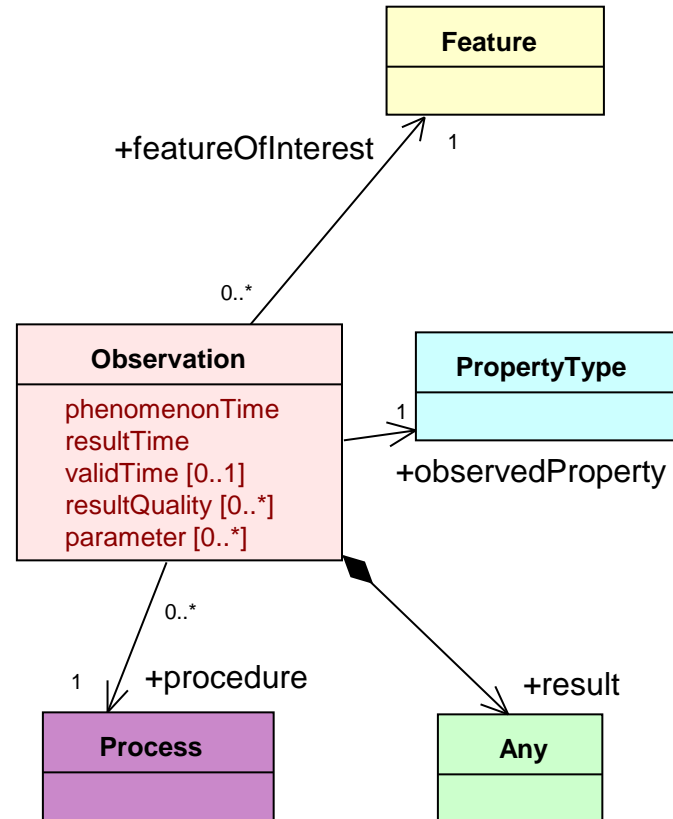 Feature
+featureOfInterest
1
0..*
Observation
phenomenonTime
resultTime
validTime [0..1]
resultQuality [0..*]
parameter [0..*]
PropertyType
1
+observedProperty
0..*
1
+procedure
+result
Process
Any